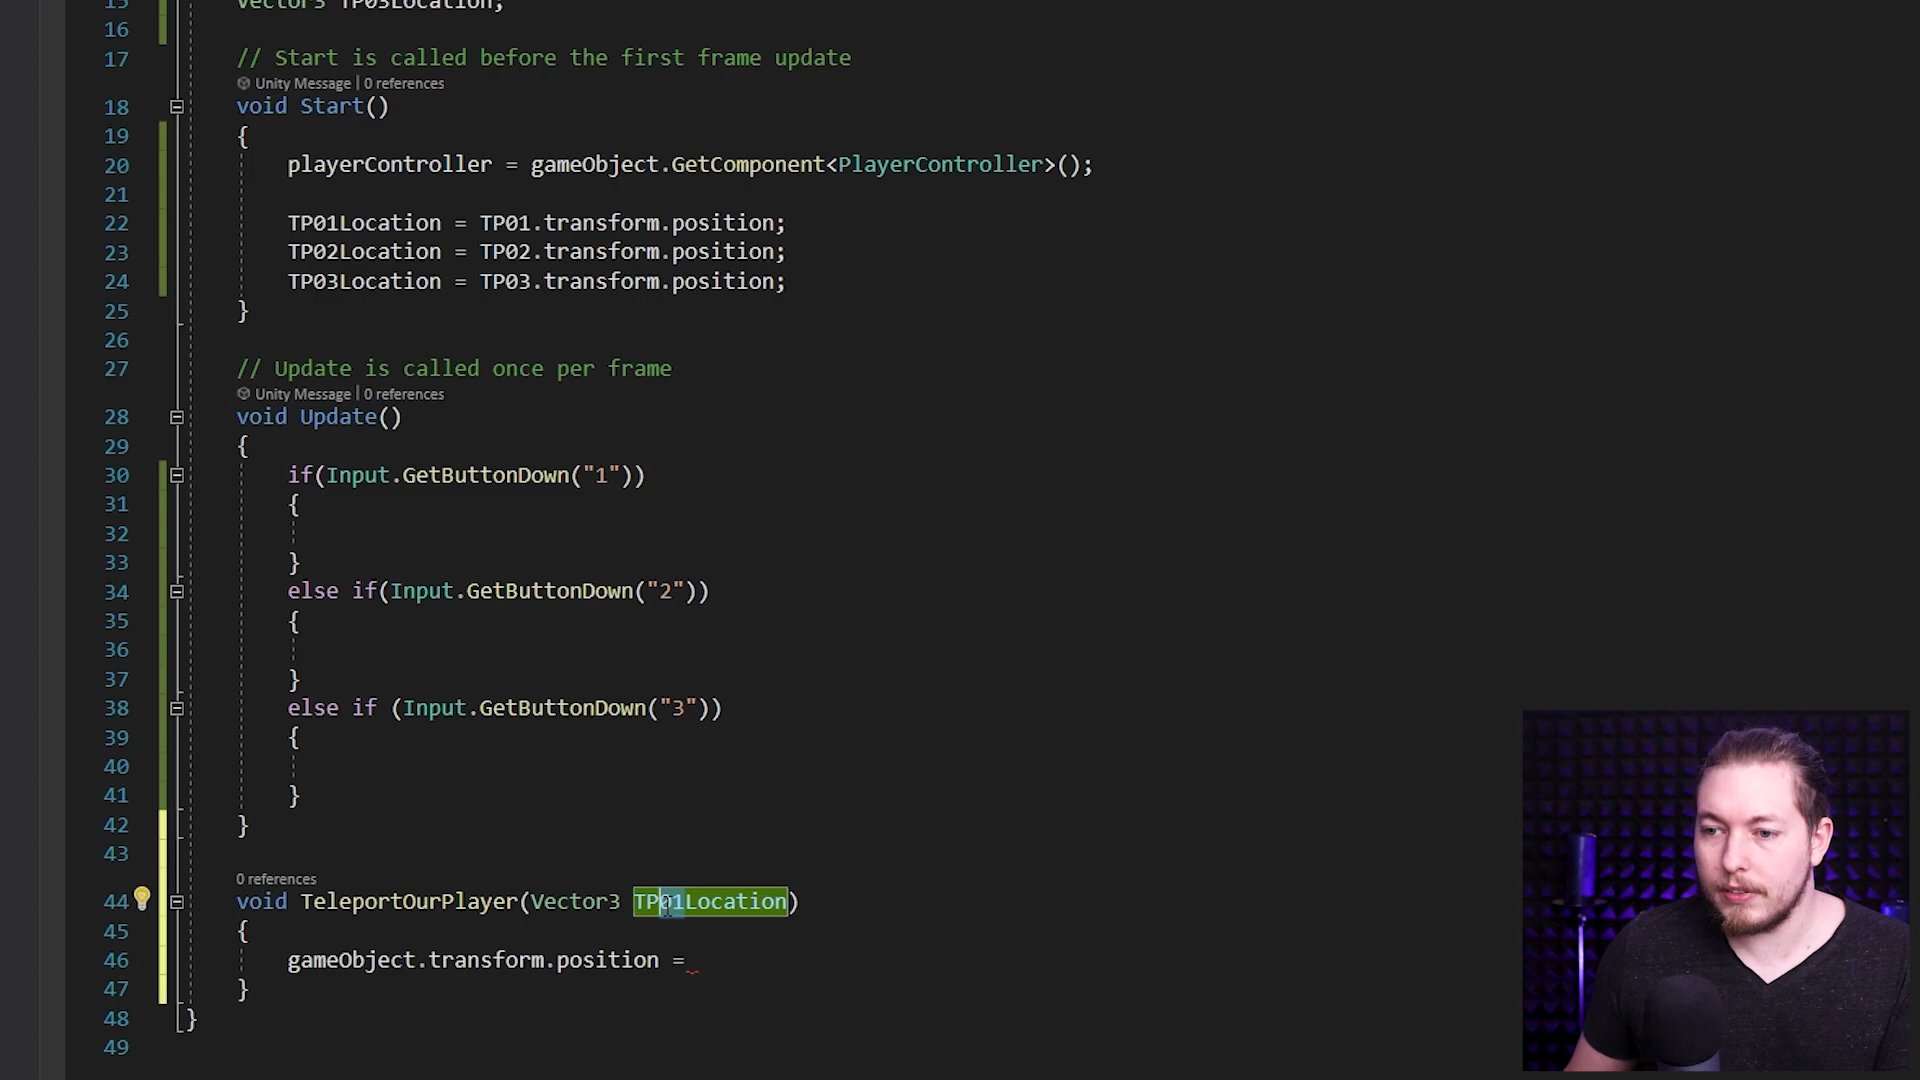 15 Vector3 TP03Location;
16
17 // Start is called before the first frame update
Unity Message | 0 references
18 void Start()
19 {
20 playerController = gameObject.GetComponent<PlayerController>();
21
22 TP01Location = TP01.transform.position;
23 TP02Location = TP02.transform.position;
24 TP03Location = TP03.transform.position;
25 }
26
27 // Update is called once per frame
Unity Message | 0 references
28 void Update()
29 {
30 if(Input.GetButtonDown("1"))
31 {
32
33 }
34 else if(Input.GetButtonDown("2"))
35 {
36
37 }
38 else if (Input.GetButtonDown("3"))
39 {
40
41 }
42 }
43
0 references
44 void TeleportOurPlayer(Vector3 TP01Location)
45 {
46 gameObject.transform.position =
47 }
48 }
49